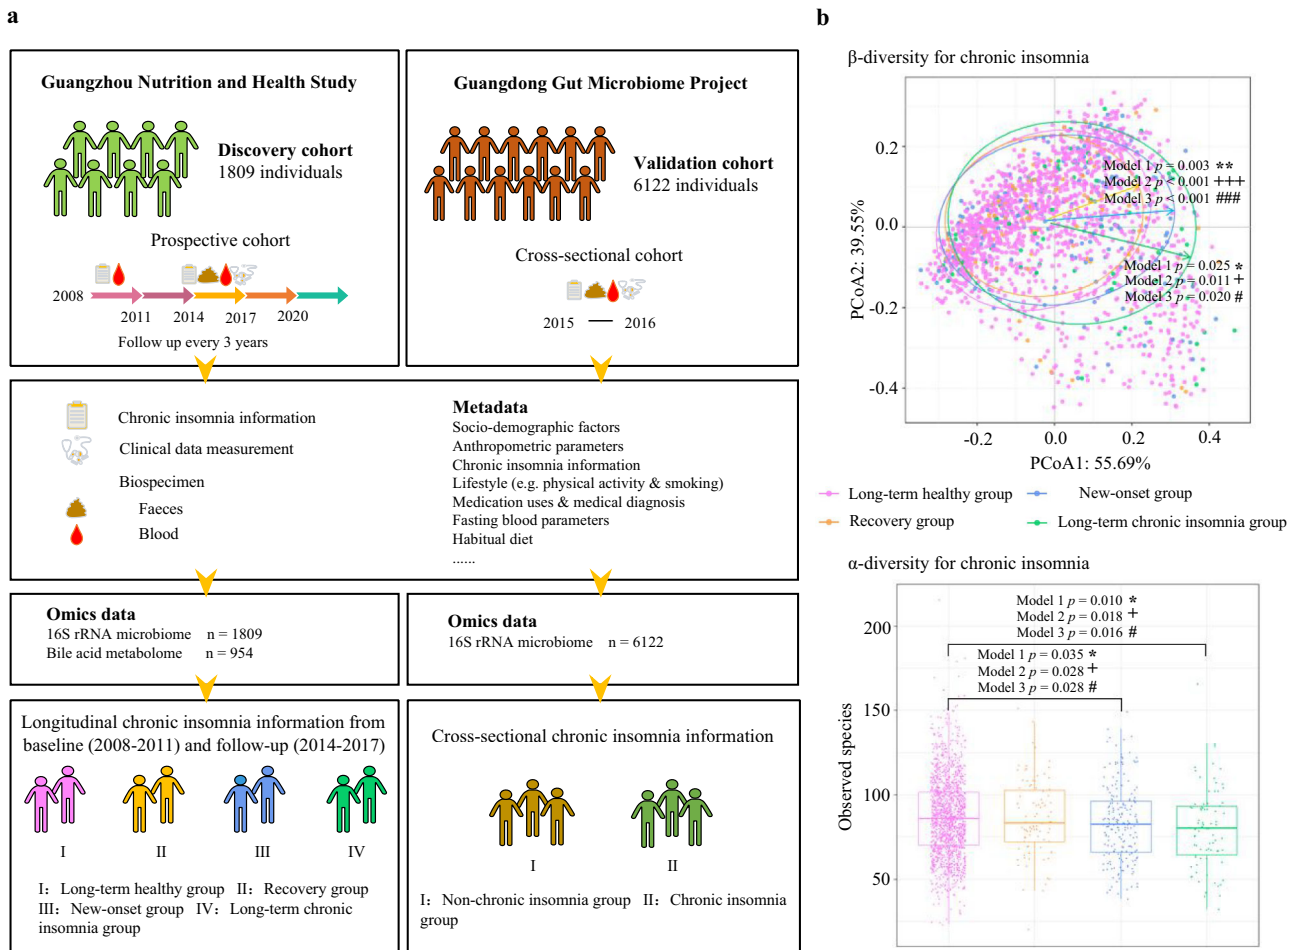 a
Guangzhou Nutrition and Health Study
Discovery cohort
1809 individuals
Prospective cohort
2008
2011
2014
2017
2020
Follow up every 3 years
Guangdong Gut Microbiome Project
Validation cohort
6122 individuals
Cross-sectional cohort
2015 — 2016
Chronic insomnia information
Clinical data measurement
Biospecimen
Faeces
Blood
Metadata
Socio-demographic factors
Anthropometric parameters
Chronic insomnia information
Lifestyle (e.g. physical activity & smoking)
Medication uses & medical diagnosis
Fasting blood parameters
Habitual diet
......
Omics data
16S rRNA microbiome n = 1809
Bile acid metabolome n = 954
Omics data
16S rRNA microbiome n = 6122
Longitudinal chronic insomnia information from
baseline (2008-2011) and follow-up (2014-2017)
I II III IV
I: Long-term healthy group II: Recovery group
III: New-onset group IV: Long-term chronic
insomnia group
Cross-sectional chronic insomnia information
I II
I: Non-chronic insomnia group II: Chronic insomnia
group
b
β-diversity for chronic insomnia
PCoA2: 39.55%
0.2
0.0
-0.2
-0.4
Model 1 p = 0.003 **
Model 2 p < 0.001 +++
Model 3 p < 0.001 ###
Model 1 p = 0.025 *
Model 2 p = 0.011 +
Model 3 p = 0.020 #
-0.2 0.0 0.2 0.4
PCoA1: 55.69%
Long-term healthy group New-onset group
Recovery group Long-term chronic insomnia group
α-diversity for chronic insomnia
Observed species
200
150
100
50
Model 1 p = 0.010 *
Model 2 p = 0.018 +
Model 3 p = 0.016 #
Model 1 p = 0.035 *
Model 2 p = 0.028 +
Model 3 p = 0.028 #